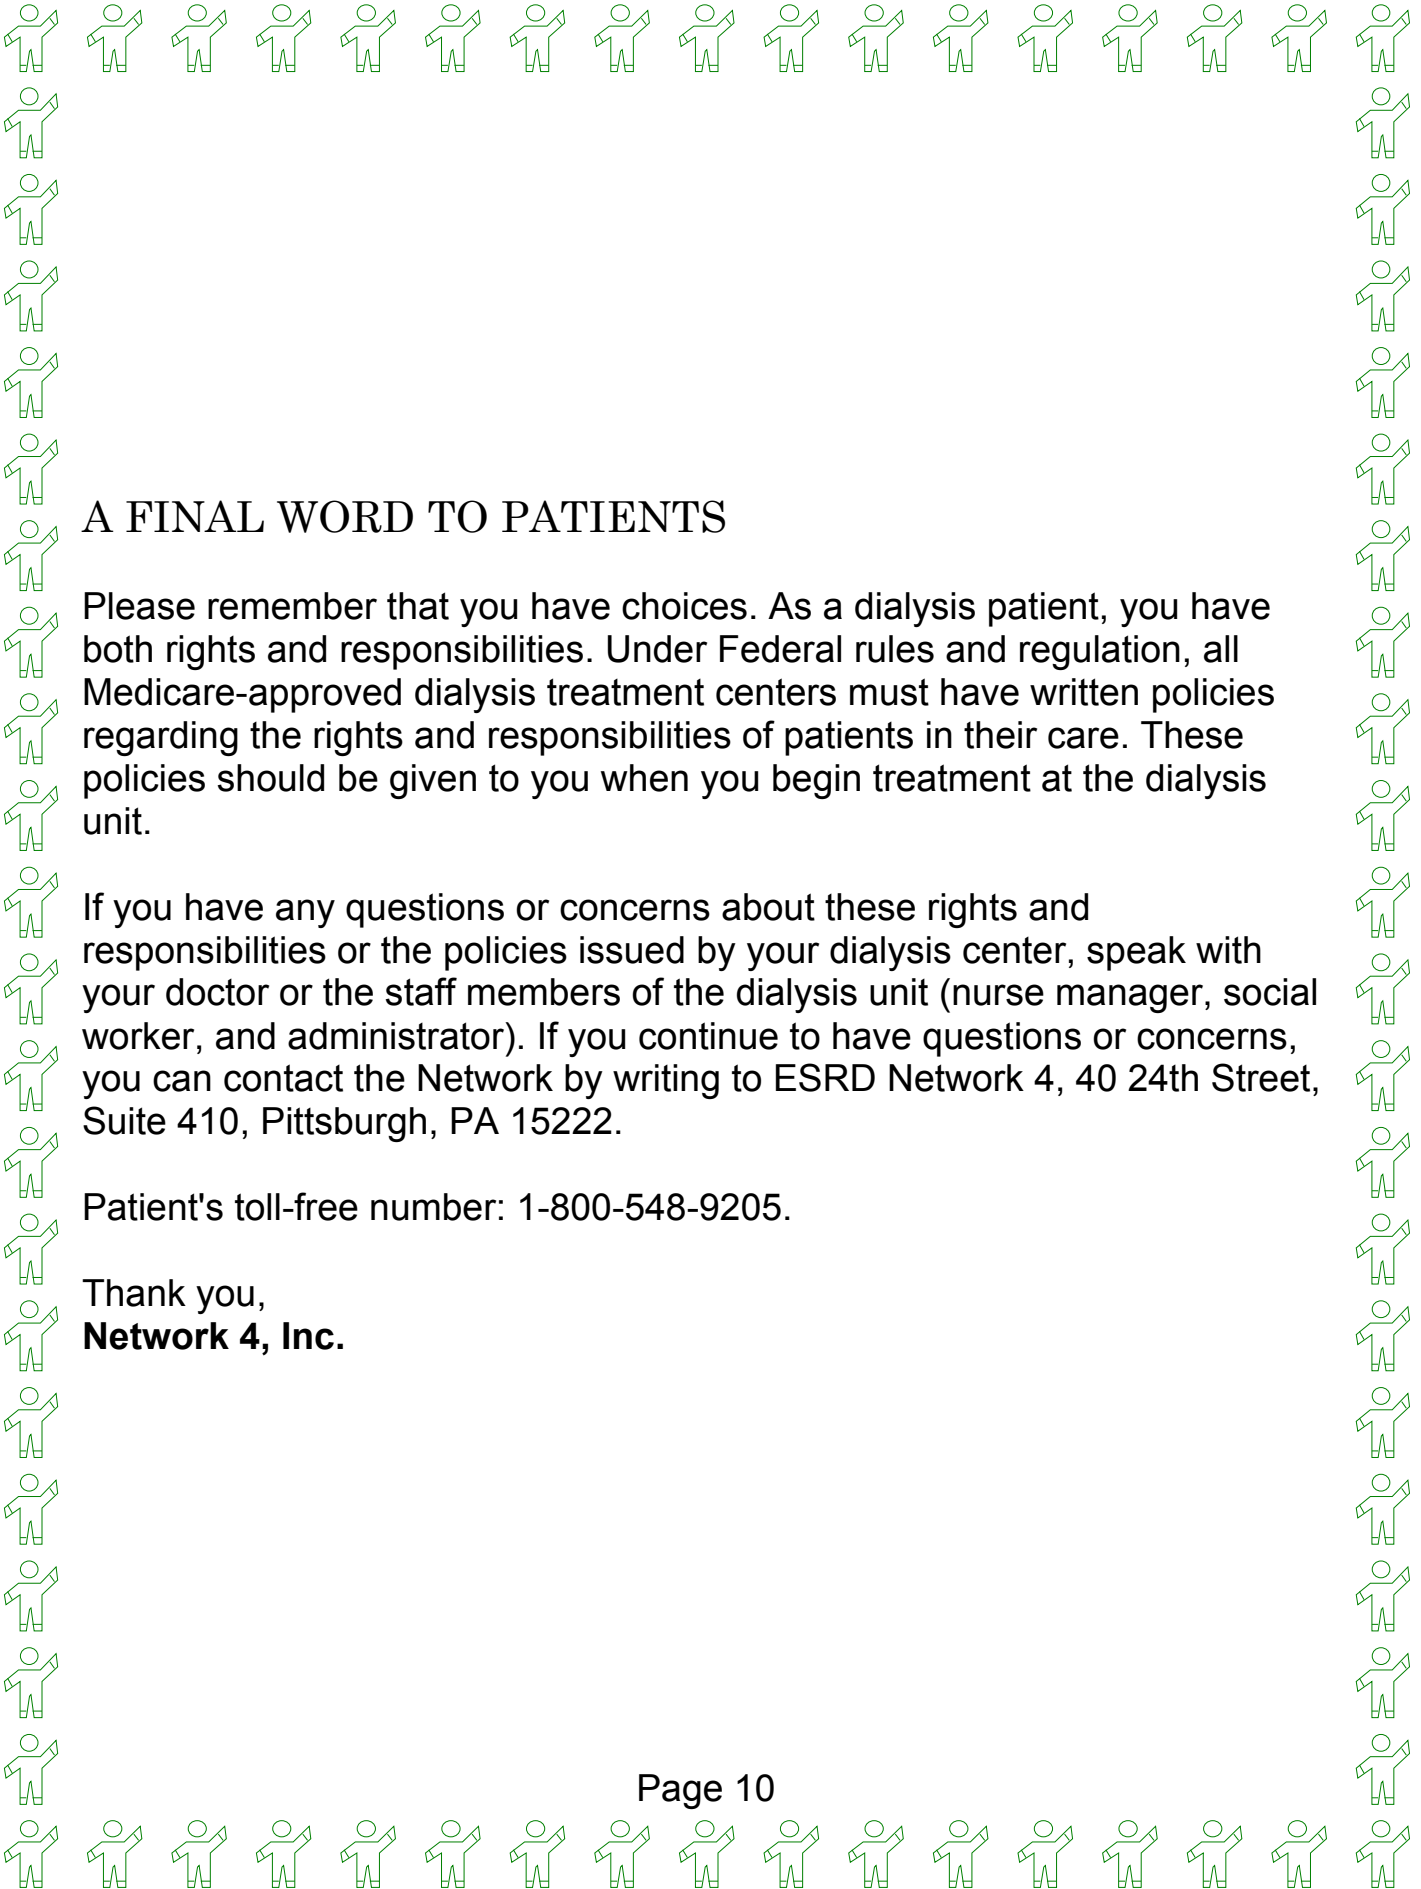 A FINAL WORD TO PATIENTS
Please remember that you have choices. As a dialysis patient, you have
both rights and responsibilities. Under Federal rules and regulation, all
Medicare-approved dialysis treatment centers must have written policies
regarding the rights and responsibilities of patients in their care. These
policies should be given to you when you begin treatment at the dialysis
unit.
If you have any questions or concerns about these rights and
responsibilities or the policies issued by your dialysis center, speak with
your doctor or the staff members of the dialysis unit (nurse manager, social
worker, and administrator). If you continue to have questions or concerns,
you can contact the Network by writing to ESRD Network 4, 40 24th Street,
Suite 410, Pittsburgh, PA 15222.
Patient's toll-free number: 1-800-548-9205.
Thank you,
Network 4, Inc.
Page 10